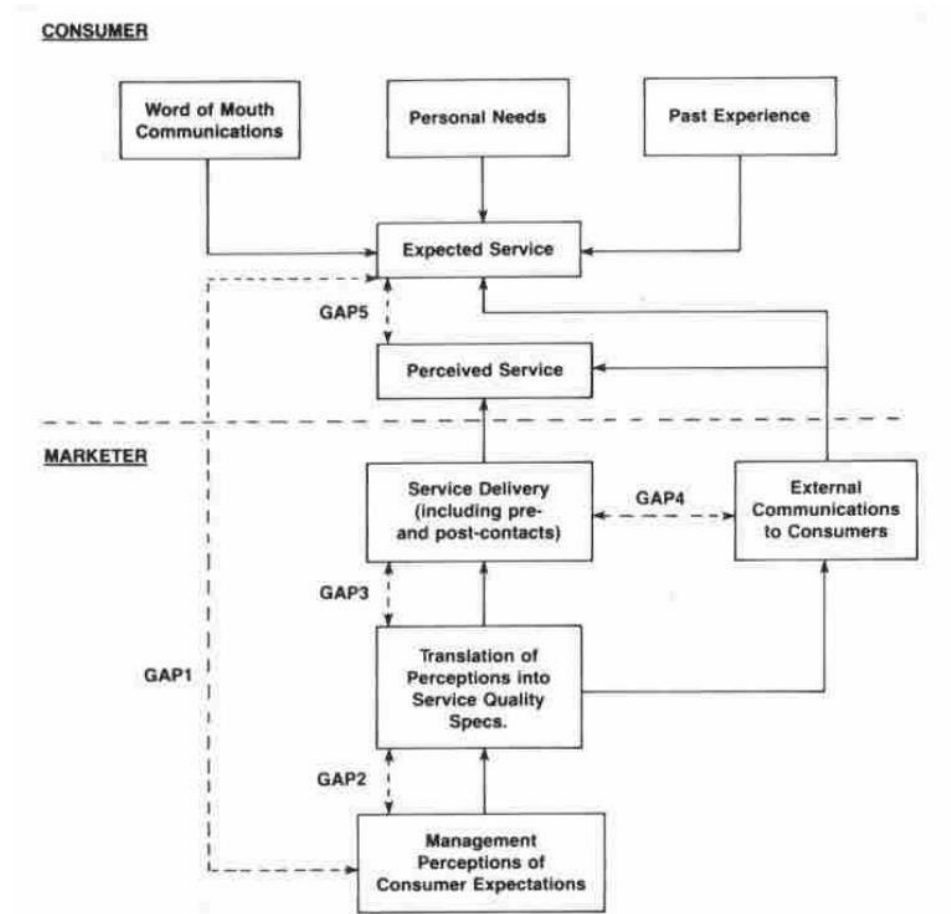 CONSUMER
Word of Mouth
Communications
Personal Needs
Past Experience
Expected Service
GAP5
Perceived Service
MARKETER
Service Delivery
(including pre-
and post-contacts)
GAP4
External
Communications
to Consumers
GAP3
Translation of
Perceptions into
Service Quality
Specs.
GAP1
GAP2
Management
Perceptions of
Consumer Expectations